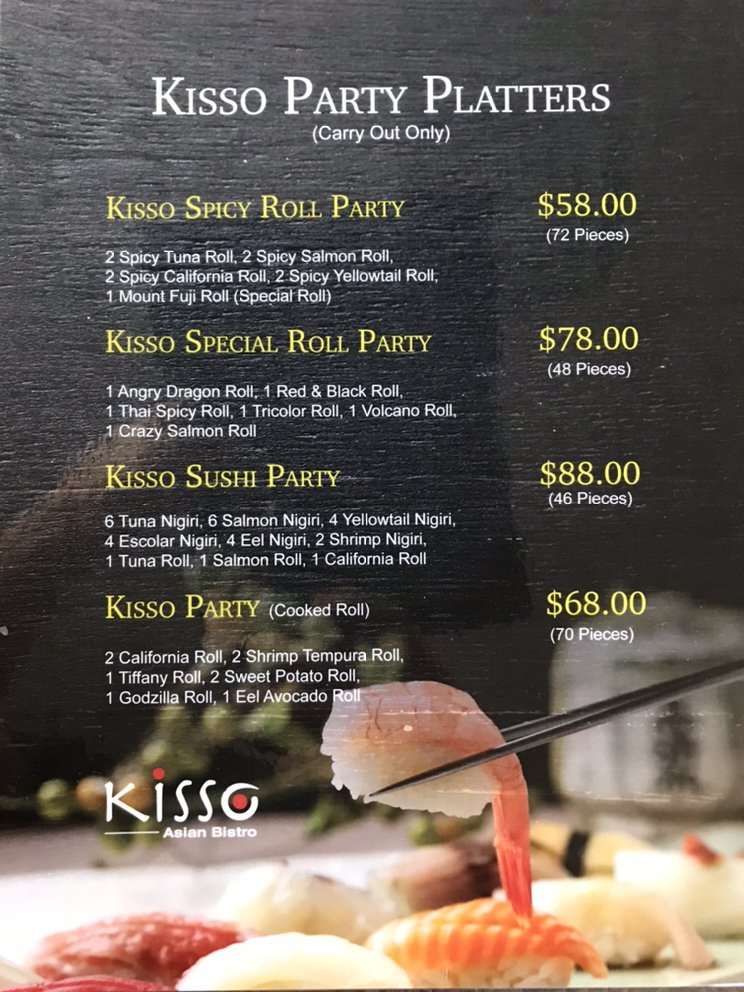 Kisso Party Platters
(Carry Out Only)
Kisso Spicy Roll Party $58.00
(72 Pieces)
2 Spicy Tuna Roll, 2 Spicy Salmon Roll,
2 Spicy California Roll, 2 Spicy Yellowtail Roll,
1 Mount Fuji Roll (Special Roll)
Kisso Special Roll Party $78.00
(48 Pieces)
1 Angry Dragon Roll, 1 Red & Black Roll,
1 Thai Spicy Roll, 1 Tricolor Roll, 1 Volcano Roll,
1 Crazy Salmon Roll
Kisso Sushi Party $88.00
(46 Pieces)
6 Tuna Nigiri, 6 Salmon Nigiri, 4 Yellowtail Nigiri,
4 Escolar Nigiri, 4 Eel Nigiri, 2 Shrimp Nigiri,
1 Tuna Roll, 1 Salmon Roll, 1 California Roll
Kisso Party (Cooked Roll) $68.00
(70 Pieces)
2 California Roll, 2 Shrimp Tempura Roll,
1 Tiffany Roll, 2 Sweet Potato Roll,
1 Godzilla Roll, 1 Eel Avocado Roll
Kisso
Asian Bistro